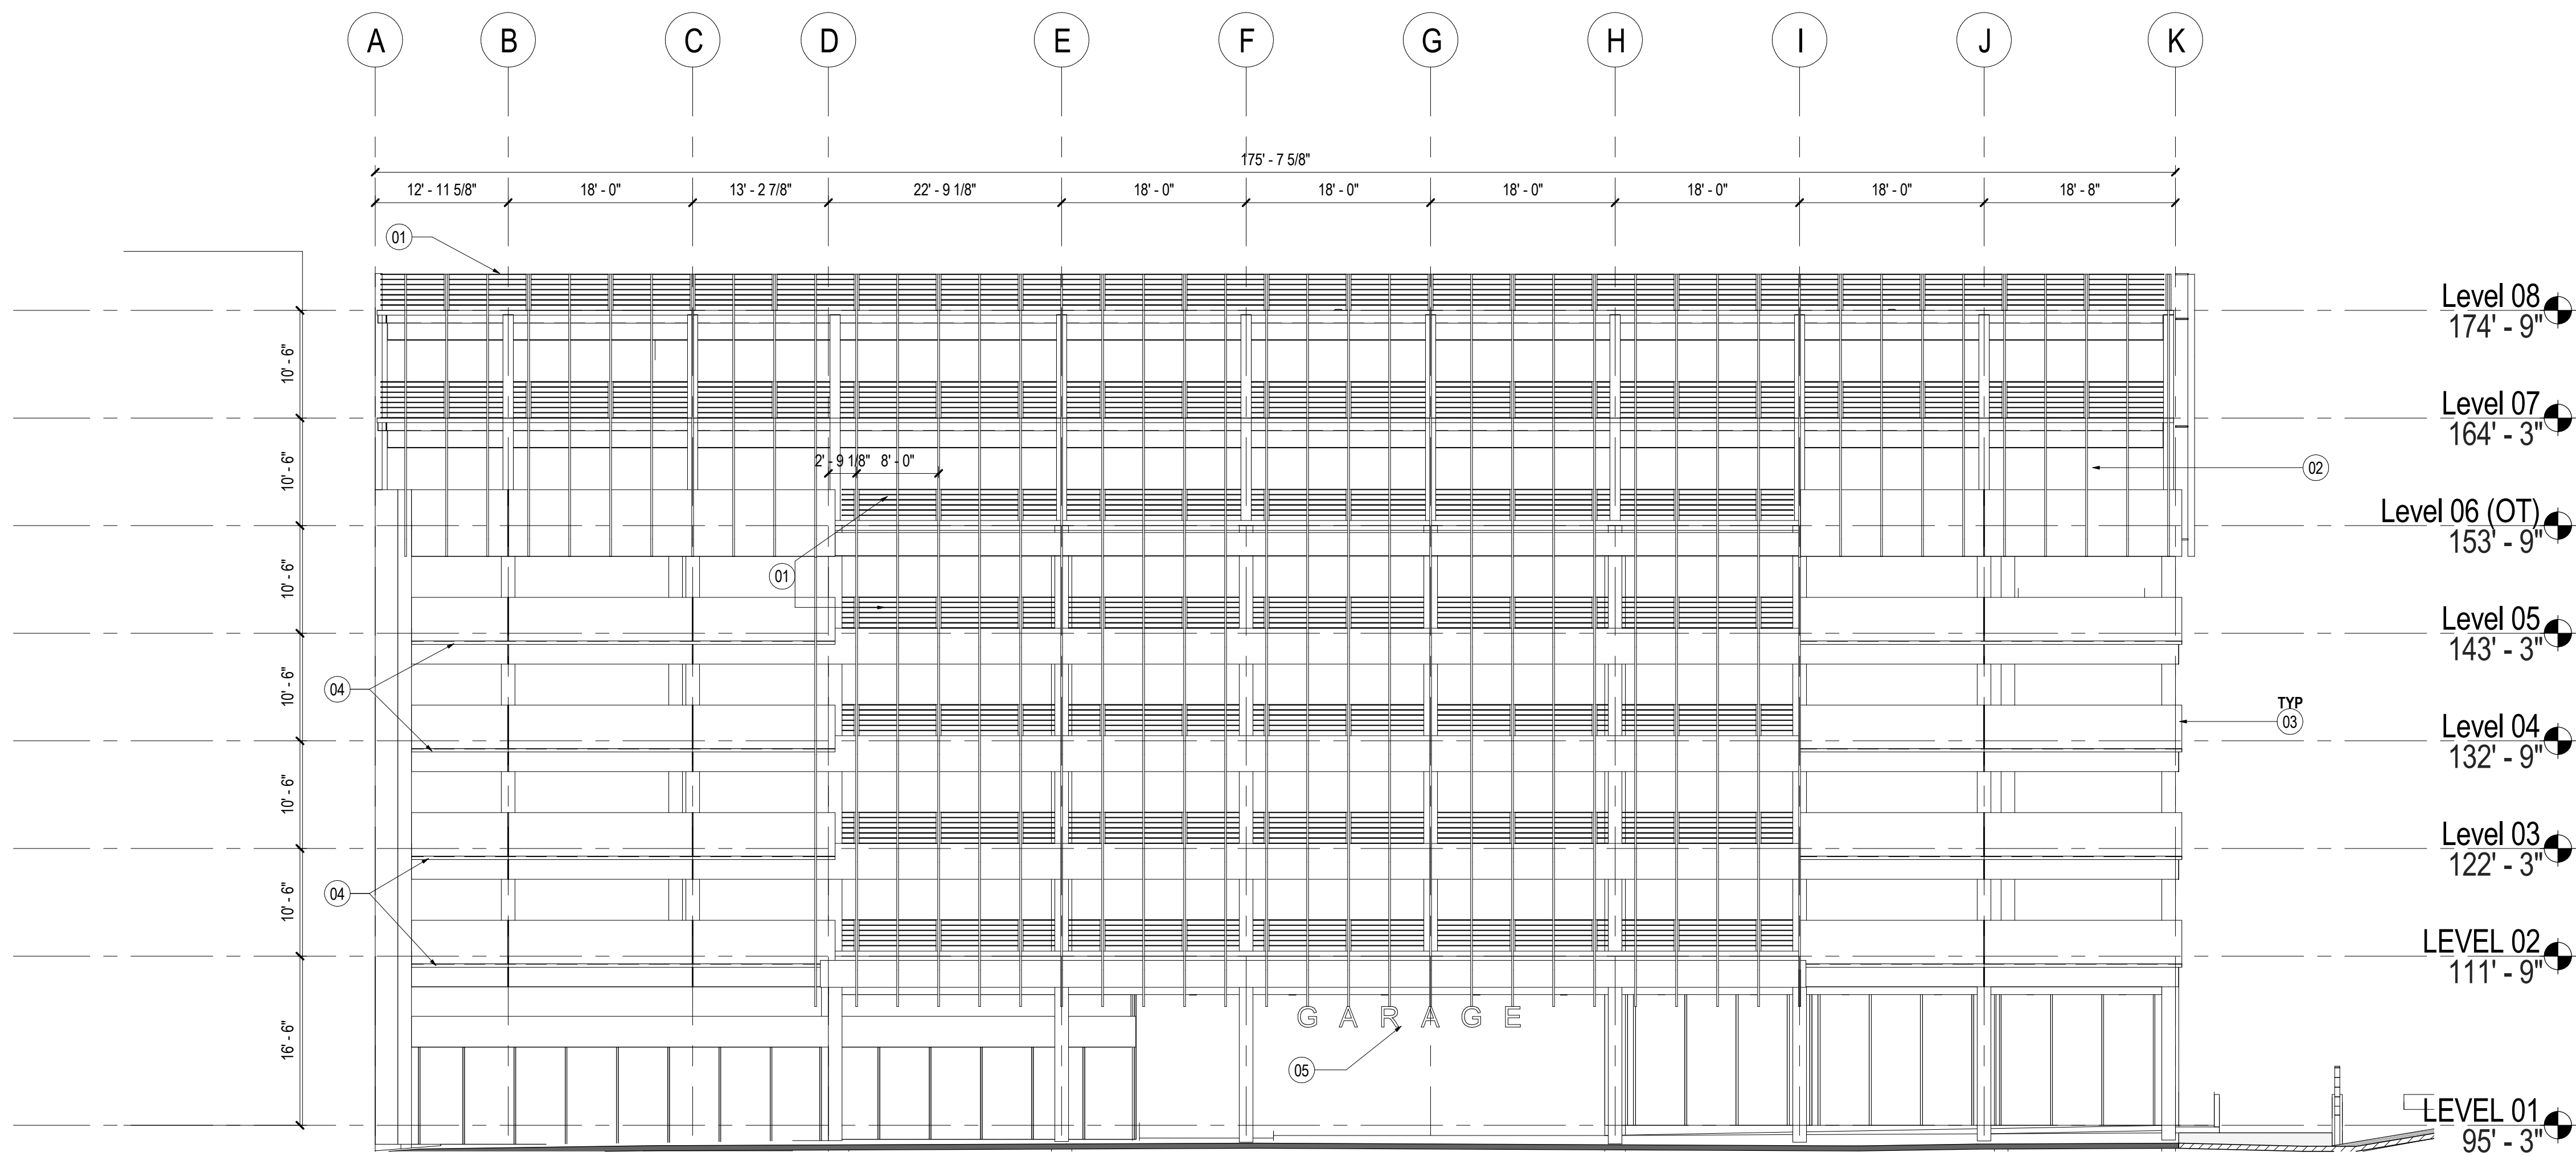 A B C D E F G H I J K
175' - 7 5/8"
12' - 11 5/8" 18' - 0" 13' - 2 7/8" 22' - 9 1/8" 18' - 0" 18' - 0" 18' - 0" 18' - 0" 18' - 0" 18' - 8"
01
Level 08
174' - 9"
10' - 6"
Level 07
164' - 3"
2' - 9 1/8" 8' - 0"
10' - 6"
02
Level 06 (OT)
153' - 9"
10' - 6"
01
Level 05
143' - 3"
10' - 6"
04
TYP
03
Level 04
132' - 9"
10' - 6"
Level 03
122' - 3"
10' - 6"
04
LEVEL 02
111' - 9"
GARAGE
16' - 6"
05
LEVEL 01
95' - 3"